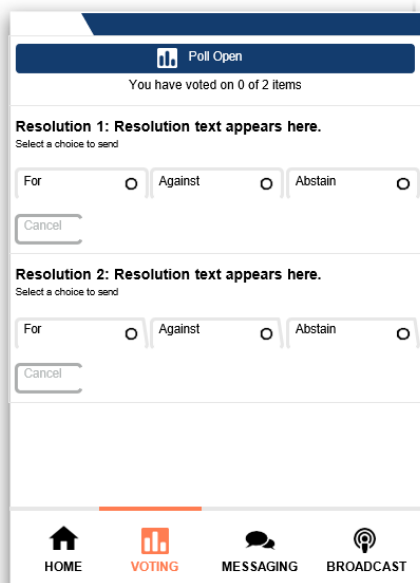 Poll Open
You have voted on 0 of 2 items
Resolution 1: Resolution text appears here.
Select a choice to send
For Against Abstain
Cancel
Resolution 2: Resolution text appears here.
Select a choice to send
For Against Abstain
Cancel
HOME VOTING MESSAGING BROADCAST